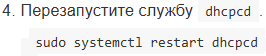 4. Перезапустите службу dhcpcd .
sudo systemctl restart dhcpcd